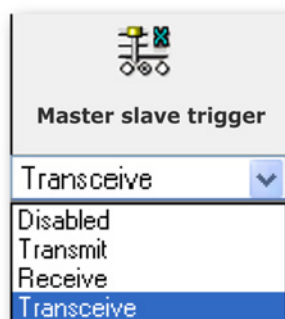 Master slave trigger
Transceive
Disabled
Transmit
Receive
Transceive